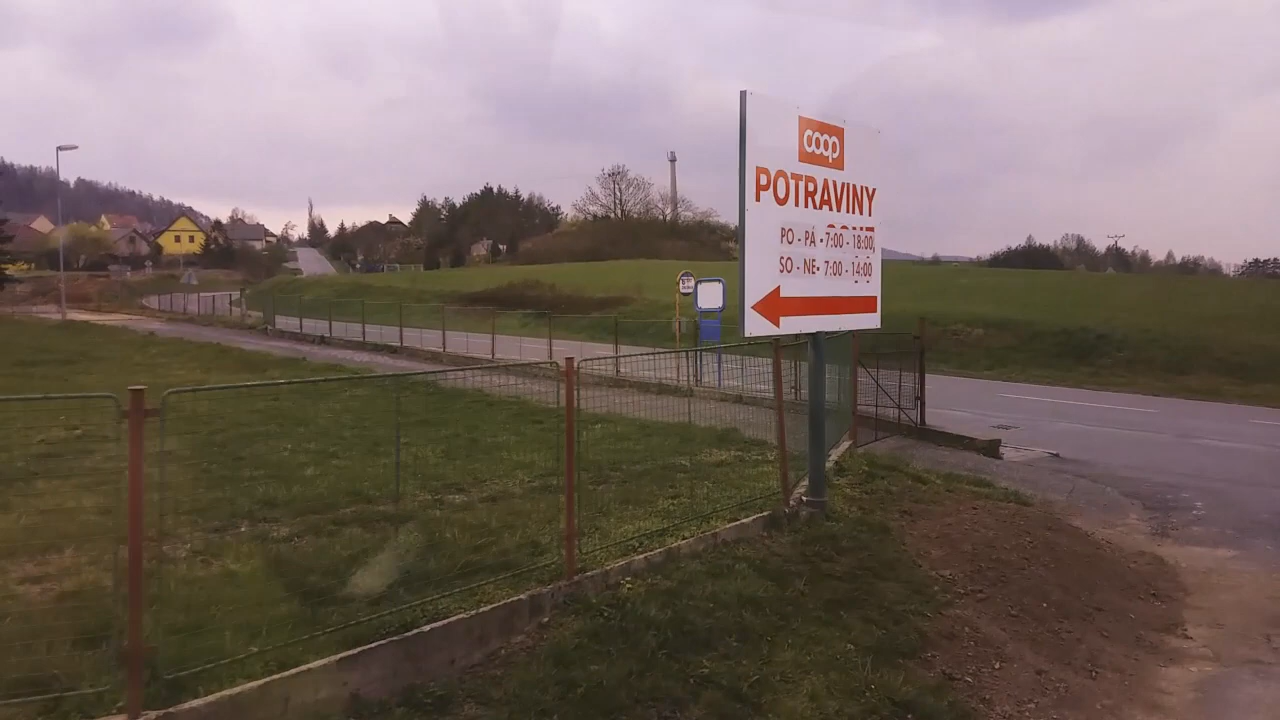 coop
POTRAVINY
PO - PÁ • 7:00 - 18:00
SO - NE • 7:00 - 14:00